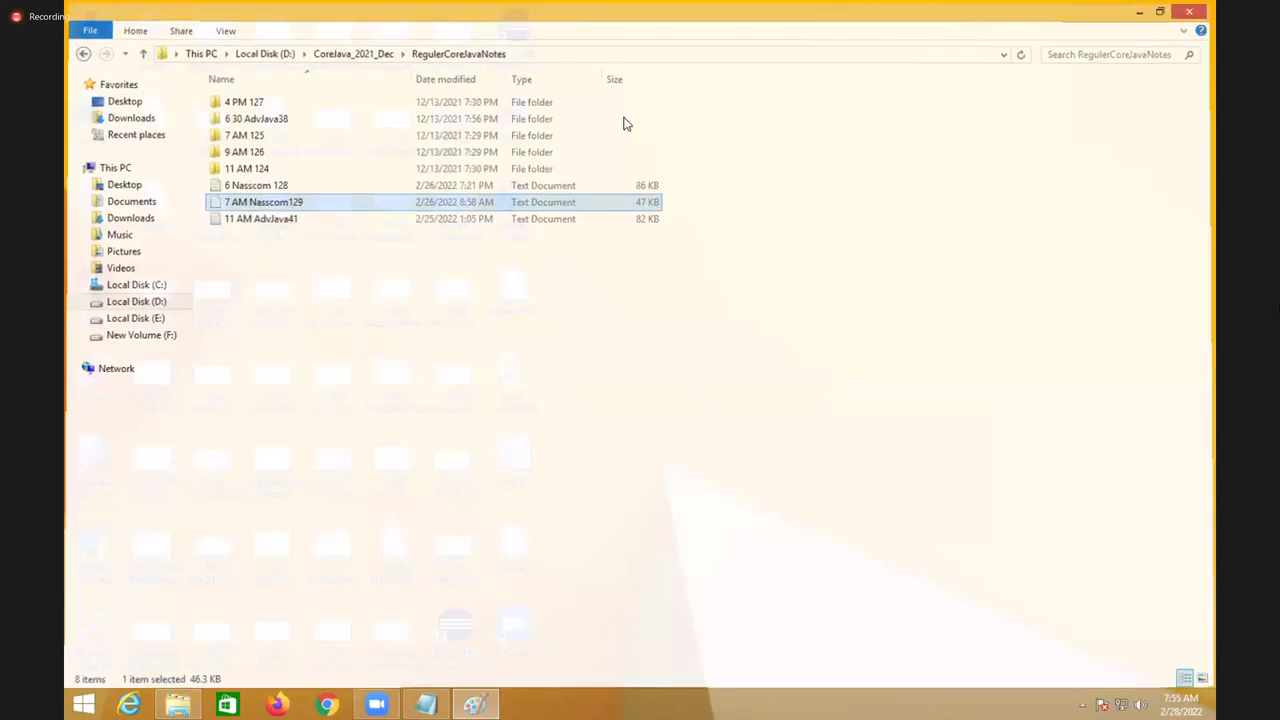 Recording
File Home Share View
This PC Local Disk (D:) CoreJava_2021_Dec RegulerCoreJavaNotes Search RegulerCoreJavaNotes
Name Date modified Type Size
Favorites
Desktop
Downloads
Recent places
This PC
Desktop
Documents
Downloads
Music
Pictures
Videos
Local Disk (C:)
Local Disk (D:)
Local Disk (E:)
New Volume (F:)
Network
4 PM 127 12/13/2021 7:30 PM File folder
6 30 AdvJava38 12/13/2021 7:56 PM File folder
7 AM 125 12/13/2021 7:29 PM File folder
9 AM 126 12/13/2021 7:29 PM File folder
11 AM 124 12/13/2021 7:30 PM File folder
6 Nasscom 128 2/26/2022 7:21 PM Text Document 86 KB
7 AM Nasscom129 2/26/2022 8:58 AM Text Document 47 KB
11 AM AdvJava41 2/25/2022 1:05 PM Text Document 82 KB
8 items 1 item selected 46.3 KB
7:55 AM
2/28/2022